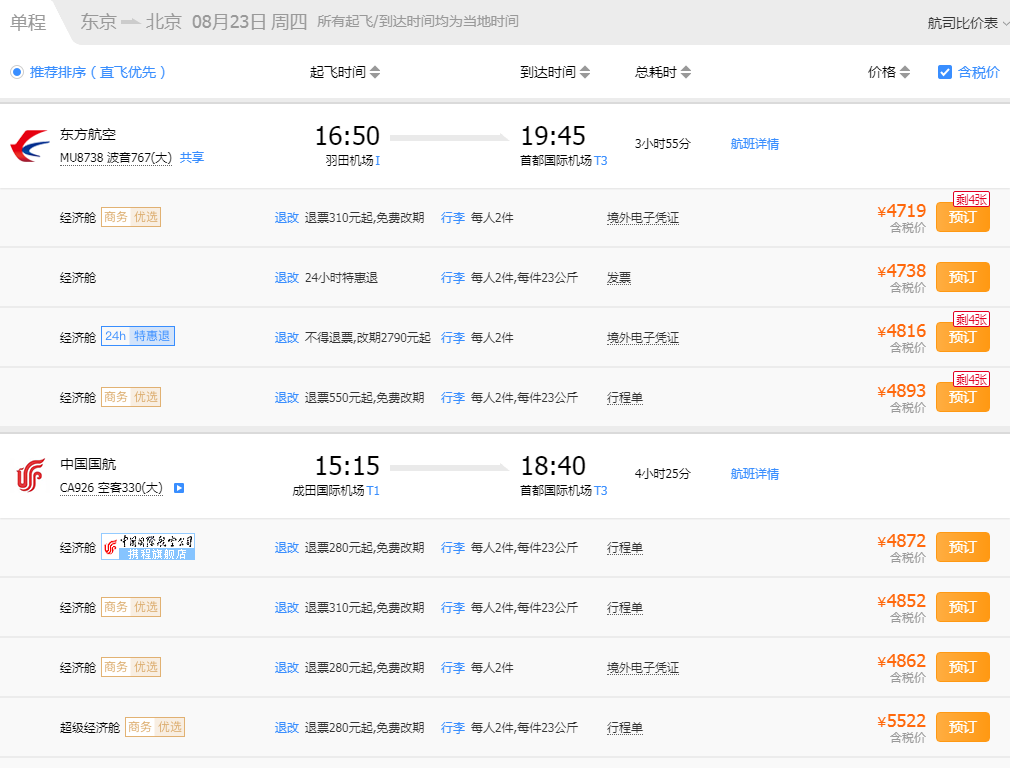 单程 东京 北京 08月23日 周四 所有起飞/到达时间均为当地时间 航司比价表
推荐排序（直飞优先） 起飞时间 到达时间 总耗时 价格 含税价
东方航空 16:50 19:45 3小时55分 航班详情
MU8738 波音767(大) 共享 羽田机场I 首都国际机场T3
剩4张
经济舱 商务 优选 退改 退票310元起,免费改期 行李 每人2件 境外电子凭证 ¥4719 预订
含税价
经济舱 退改 24小时特惠退 行李 每人2件,每件23公斤 发票 ¥4738 预订
含税价
剩4张
经济舱 24h 特惠退 退改 不得退票,改期2790元起 行李 每人2件 境外电子凭证 ¥4816 预订
含税价
剩4张
经济舱 商务 优选 退改 退票550元起,免费改期 行李 每人2件,每件23公斤 行程单 ¥4893 预订
含税价
中国国航 15:15 18:40 4小时25分 航班详情
CA926 空客330(大) 成田国际机场T1 首都国际机场T3
经济舱 中国国际航空公司 携程旗舰店 退改 退票280元起,免费改期 行李 每人2件,每件23公斤 行程单 ¥4872 预订
含税价
经济舱 商务 优选 退改 退票310元起,免费改期 行李 每人2件,每件23公斤 行程单 ¥4852 预订
含税价
经济舱 商务 优选 退改 退票280元起,免费改期 行李 每人2件 境外电子凭证 ¥4862 预订
含税价
超级经济舱 商务 优选 退改 退票280元起,免费改期 行李 每人2件,每件23公斤 行程单 ¥5522 预订
含税价